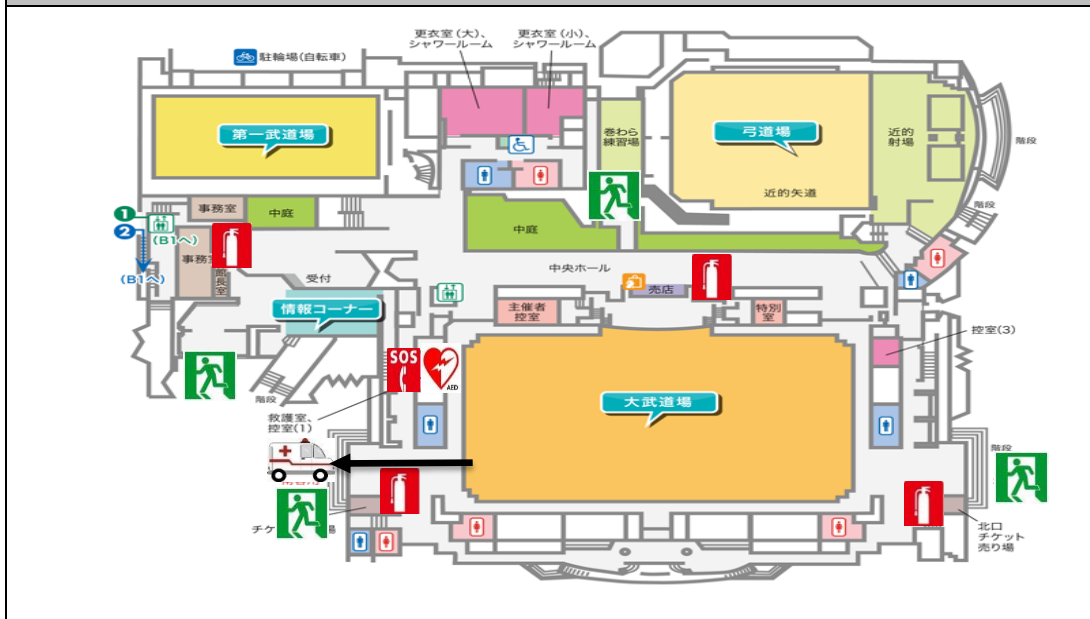 更衣室(大)、
シャワールーム
更衣室(小)、
シャワールーム
駐輪場(自転車)
第一武道場
巻わら
練習場
弓道場
近的
射場
階段
近的矢道
階段
事務室
中庭
中庭
1
(B1へ)
2
(B1へ)
事務
館長室
受付
中央ホール
情報コーナー
主催者
控室
売店
特別
室
控室(3)
SOS
AED
階段
大武道場
救護室、
控室(1)
階段
チケ
場
北口
チケット
売り場